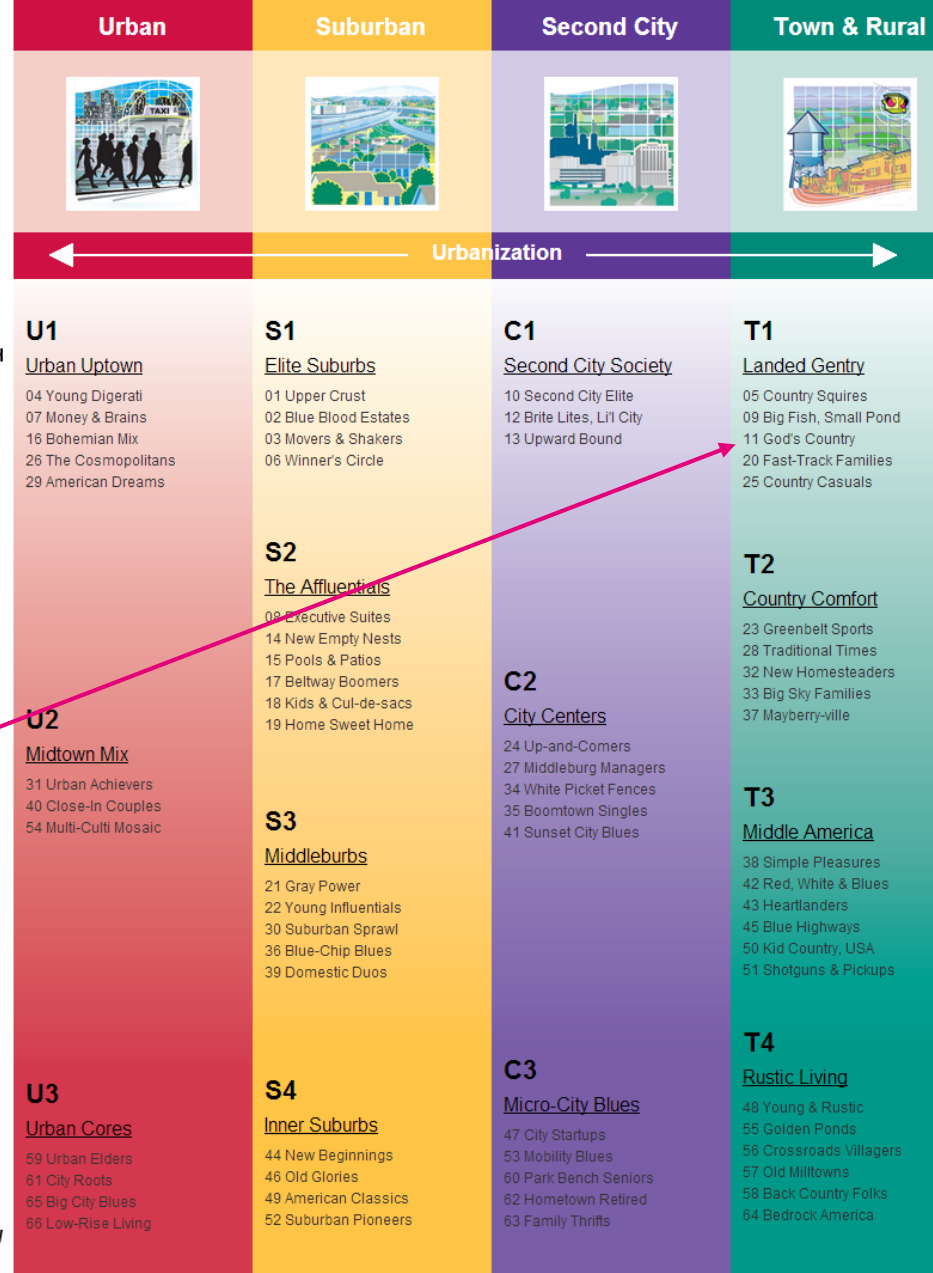 Urban
Suburban
Second City
Town & Rural
TAXI
Urbanization
U1
Urban Uptown
04 Young Digerati
07 Money & Brains
16 Bohemian Mix
26 The Cosmopolitans
29 American Dreams
U2
Midtown Mix
31 Urban Achievers
40 Close-In Couples
54 Multi-Culti Mosaic
U3
Urban Cores
59 Urban Elders
61 City Roots
65 Big City Blues
66 Low-Rise Living
S1
Elite Suburbs
01 Upper Crust
02 Blue Blood Estates
03 Movers & Shakers
06 Winner's Circle
S2
The Affluentials
08 Executive Suites
14 New Empty Nests
15 Pools & Patios
17 Beltway Boomers
18 Kids & Cul-de-sacs
19 Home Sweet Home
S3
Middleburbs
21 Gray Power
22 Young Influentials
30 Suburban Sprawl
36 Blue-Chip Blues
39 Domestic Duos
S4
Inner Suburbs
44 New Beginnings
46 Old Glories
49 American Classics
52 Suburban Pioneers
C1
Second City Society
10 Second City Elite
12 Brite Lites, Li'l City
13 Upward Bound
C2
City Centers
24 Up-and-Comers
27 Middleburg Managers
34 White Picket Fences
35 Boomtown Singles
41 Sunset City Blues
C3
Micro-City Blues
47 City Startups
53 Mobility Blues
60 Park Bench Seniors
62 Hometown Retired
63 Family Thrifts
T1
Landed Gentry
05 Country Squires
09 Big Fish, Small Pond
11 God's Country
20 Fast-Track Families
25 Country Casuals
T2
Country Comfort
23 Greenbelt Sports
28 Traditional Times
32 New Homesteaders
33 Big Sky Families
37 Mayberry-ville
T3
Middle America
38 Simple Pleasures
42 Red, White & Blues
43 Heartlanders
45 Blue Highways
50 Kid Country, USA
51 Shotguns & Pickups
T4
Rustic Living
48 Young & Rustic
55 Golden Ponds
56 Crossroads Villagers
57 Old Milltowns
58 Back Country Folks
64 Bedrock America